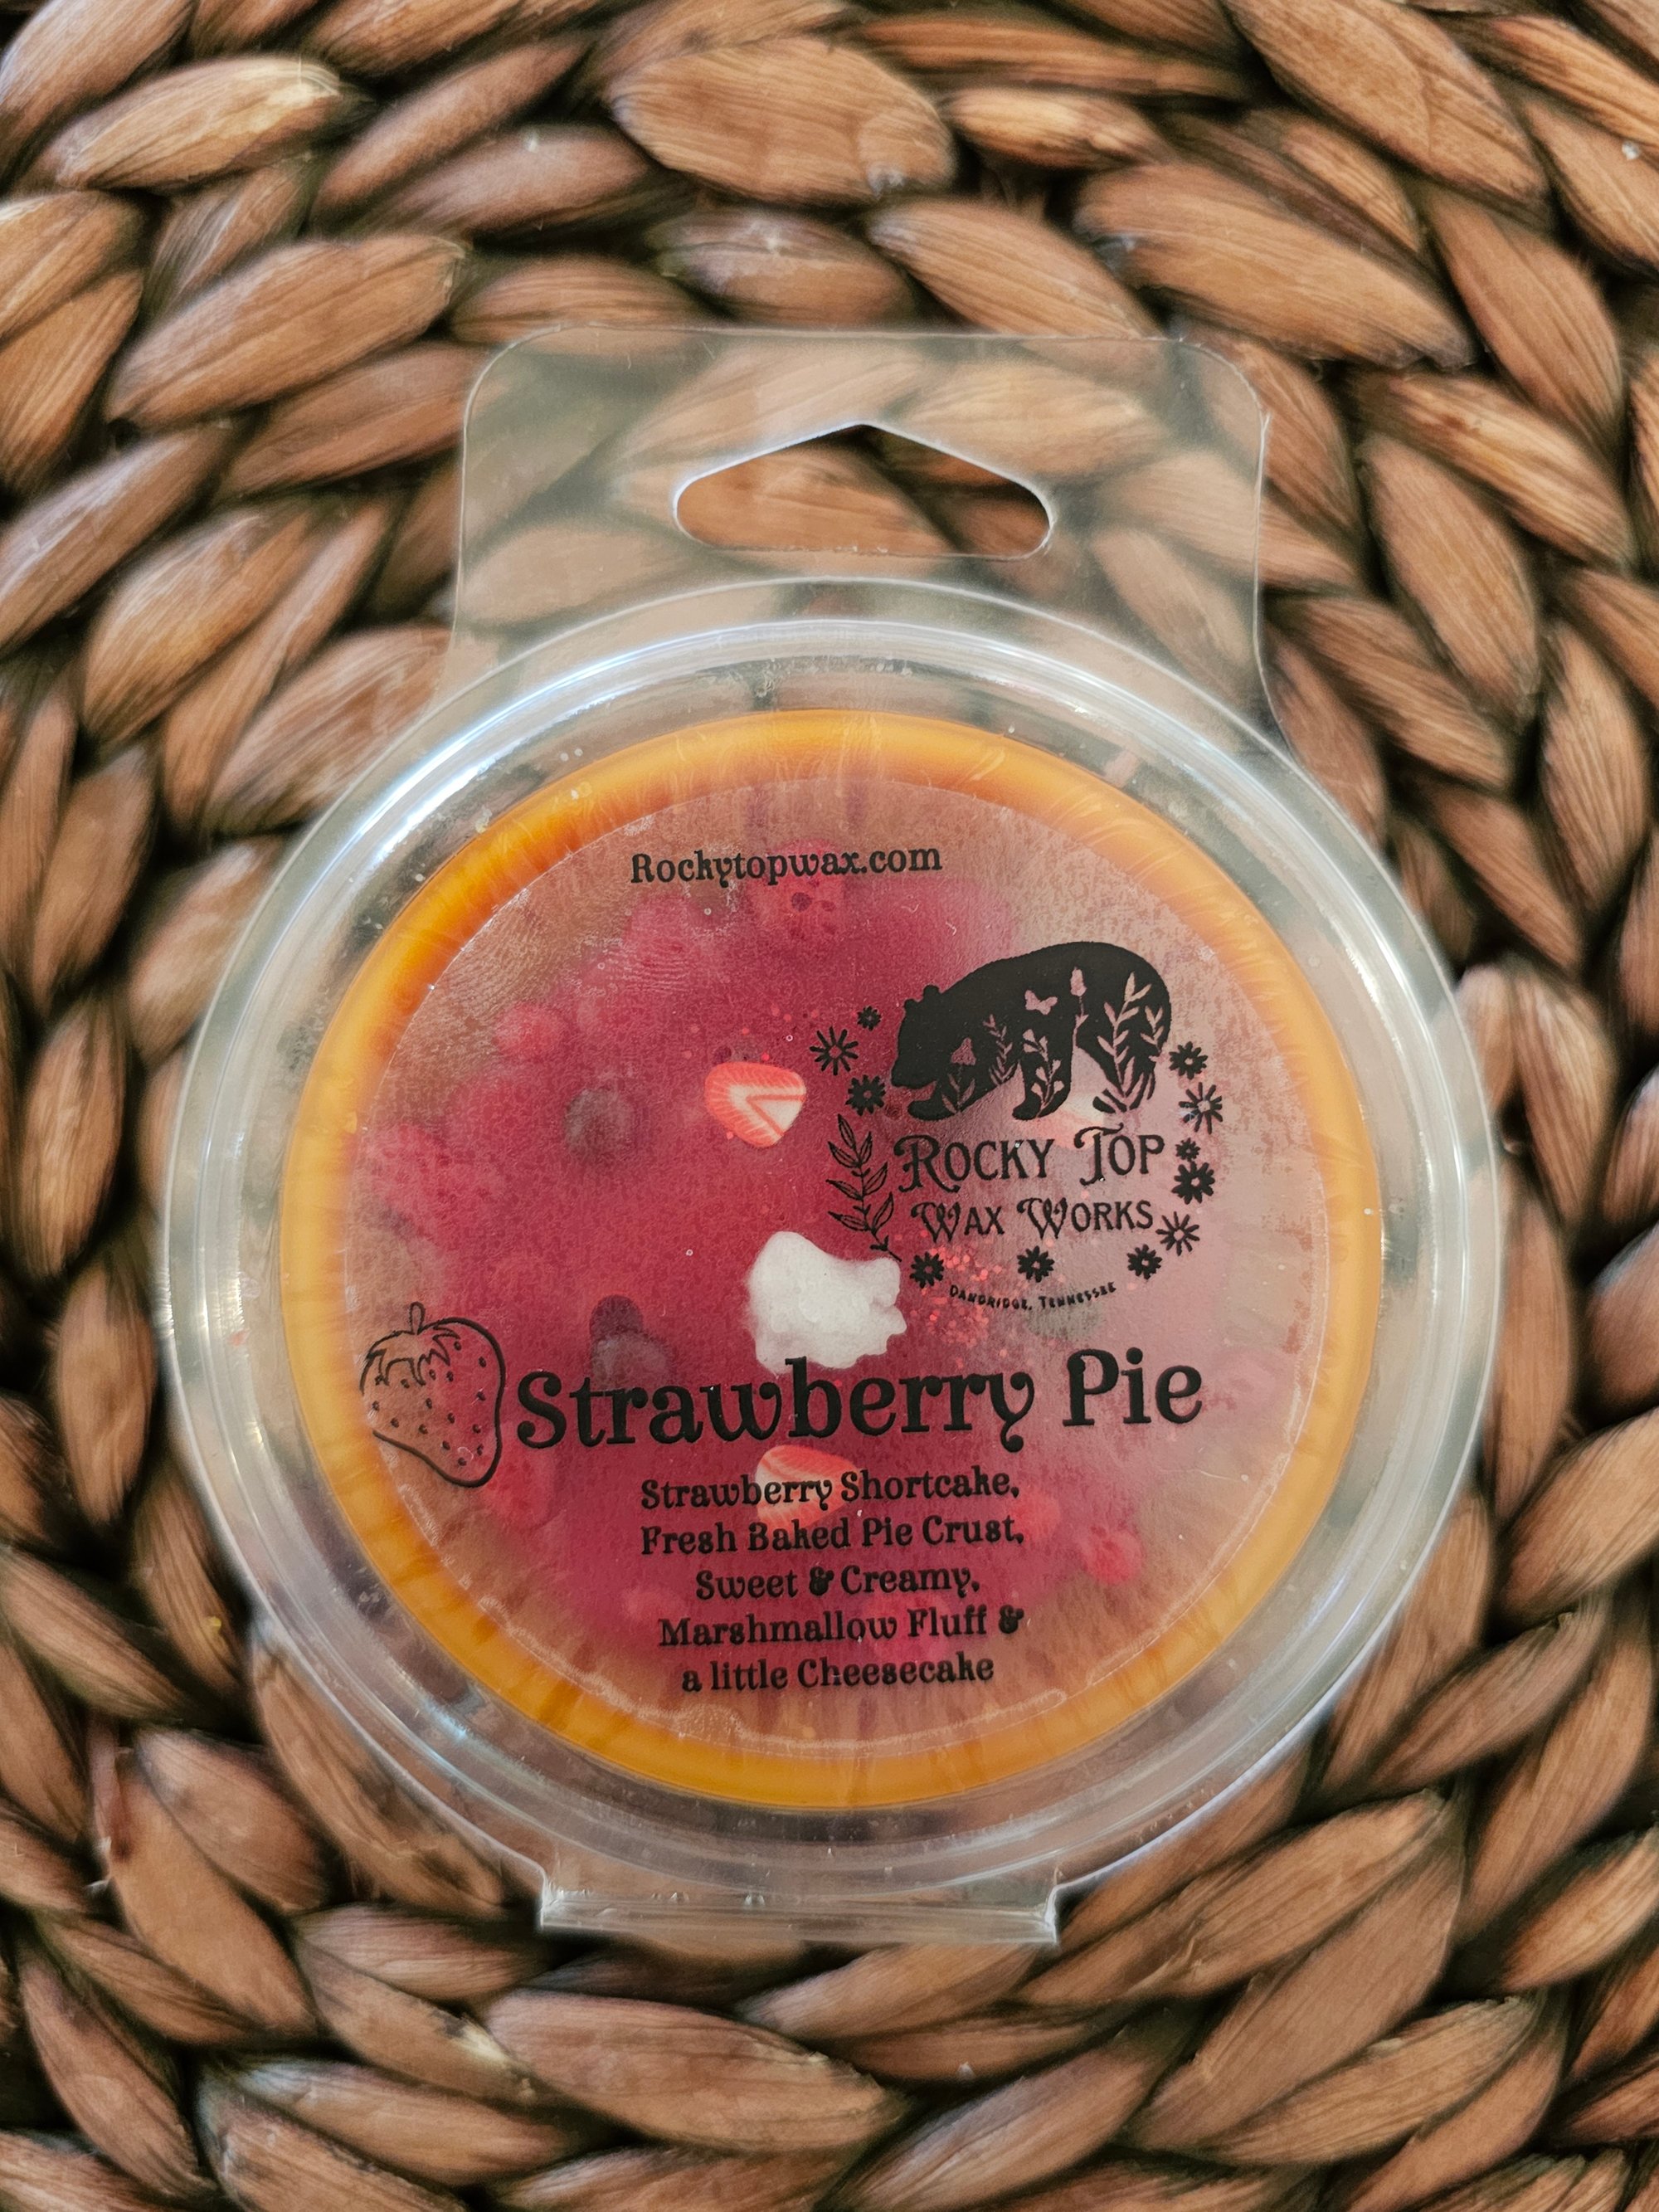 Rockytopwax.com
ROCKY TOP
WAX WORKS
DANDRIDGE, TENNESSEE
Strawberry Pie
Strawberry Shortcake,
Fresh Baked Pie Crust,
Sweet & Creamy,
Marshmallow Fluff &
a little Cheesecake